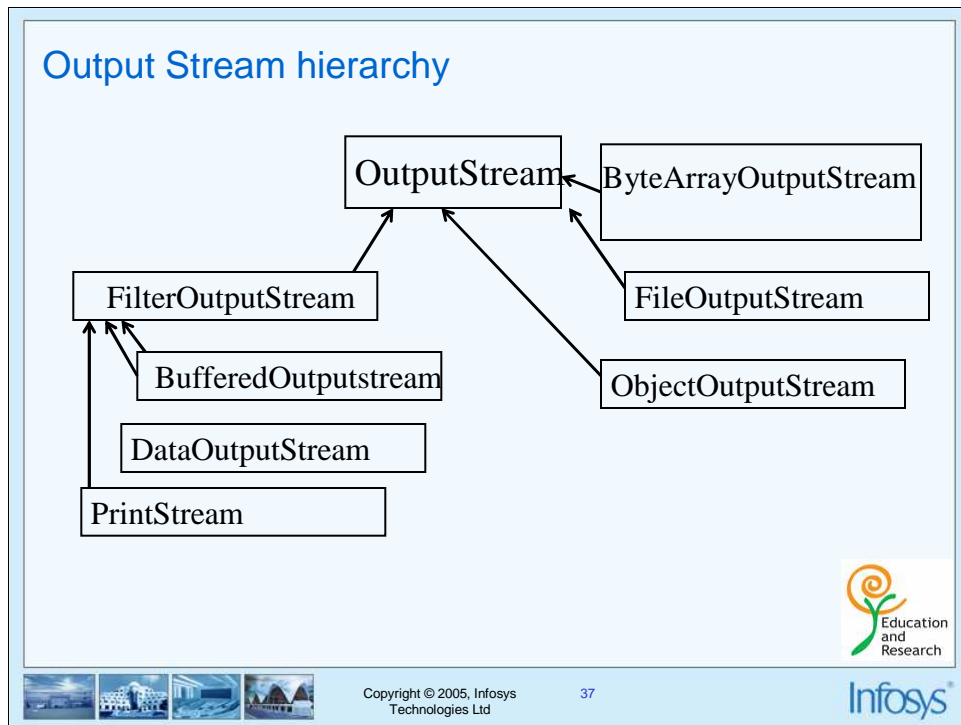 Output Stream hierarchy
OutputStream
ByteArrayOutputStream
FilterOutputStream
FileOutputStream
BufferedOutputstream
ObjectOutputStream
DataOutputStream
PrintStream
Education
and
Research
Copyright © 2005, Infosys
Technologies Ltd
37
Infosys®